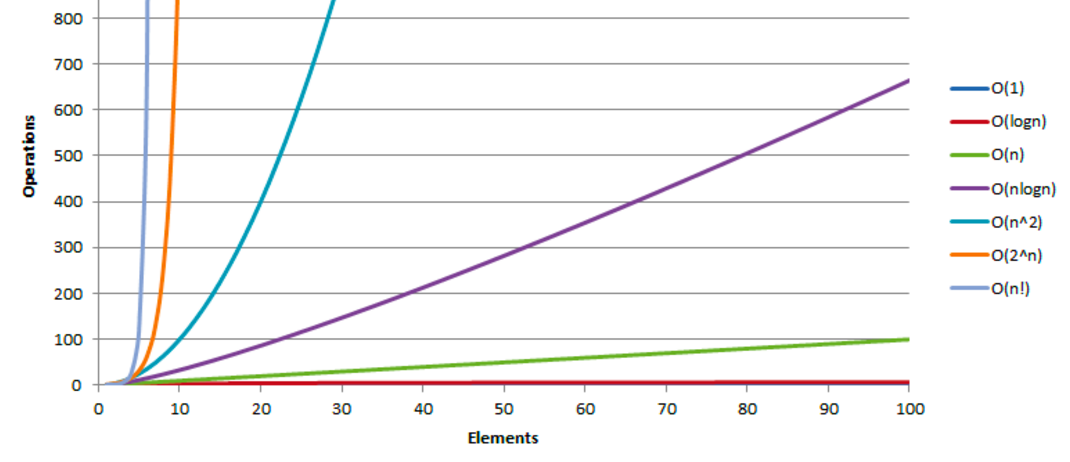 800
700
600
500
400
300
200
100
0
Operations
0 10 20 30 40 50 60 70 80 90 100
Elements
O(1)
O(logn)
O(n)
O(nlogn)
O(n^2)
O(2^n)
O(n!)